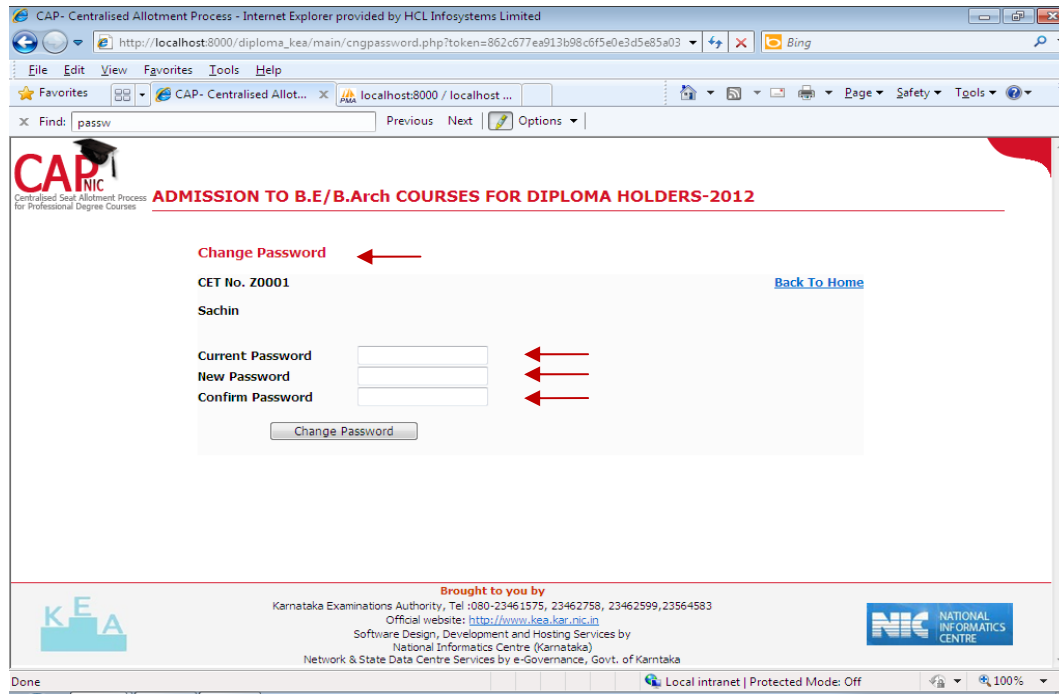 CAP- Centralised Allotment Process - Internet Explorer provided by HCL Infosystems Limited
http://localhost:8000/diploma_kea/main/cngpassword.php?token=862c677ea913b98c6f5e0e3d5e85a03
Bing
File Edit View Favorites Tools Help
Favorites
CAP- Centralised Allot... X
PMA localhost:8000 / localhost ...
Page Safety Tools
x Find: passw Previous Next Options
CAP
NIC
Centralised Seat Allotment Process
for Professional Degree Courses
ADMISSION TO B.E/B.Arch COURSES FOR DIPLOMA HOLDERS-2012
Change Password
CET No. Z0001 Back To Home
Sachin
Current Password
New Password
Confirm Password
Change Password
KEA
Brought to you by
Karnataka Examinations Authority, Tel :080-23461575, 23462758, 23462599,23564583
Official website: http://www.kea.kar.nic.in
Software Design, Development and Hosting Services by
National Informatics Centre (Karnataka)
Network & State Data Centre Services by e-Governance, Govt. of Karntaka
NIC NATIONAL
INFORMATICS
CENTRE
Done Local intranet | Protected Mode: Off 100%